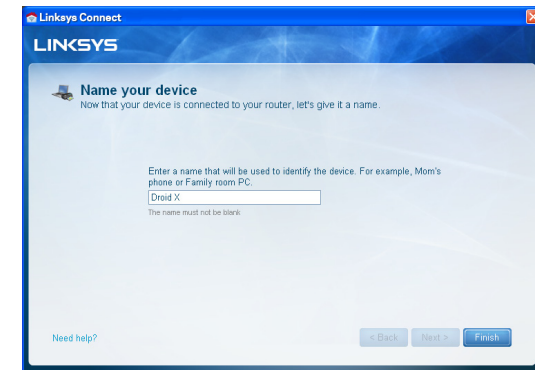 Linksys Connect
LINKSYS
Name your device
Now that your device is connected to your router, let's give it a name.
Enter a name that will be used to identify the device. For example, Mom's
phone or Family room PC.
Droid X
The name must not be blank
Need help?
< Back
Next >
Finish